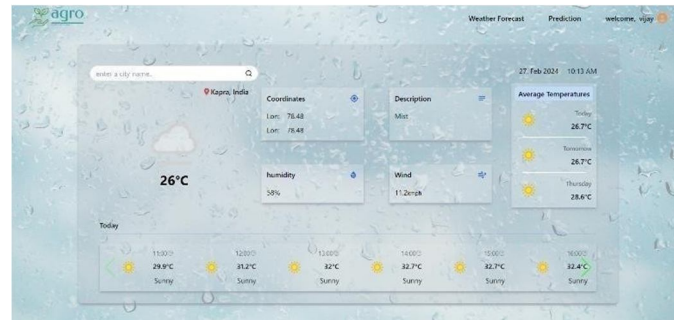 agro
Weather Forecast
Prediction
welcome, vijay
enter a city name.
27 Feb 2024 10:13 AM
Kapra, India
26°C
Coordinates
Lon: 78.48
Lon: 78.48
Description
Mist
humidity
58%
Wind
11.2kmph
Average Temperatures
Today
26.7°C
Tomorrow
26.7°C
Thursday
28.6°C
Today
11:00
29.9°C
Sunny
12:00
31.2°C
Sunny
13:00
32°C
Sunny
14:00
32.7°C
Sunny
15:00
32.7°C
Sunny
16:00
32.4°C
Sunny